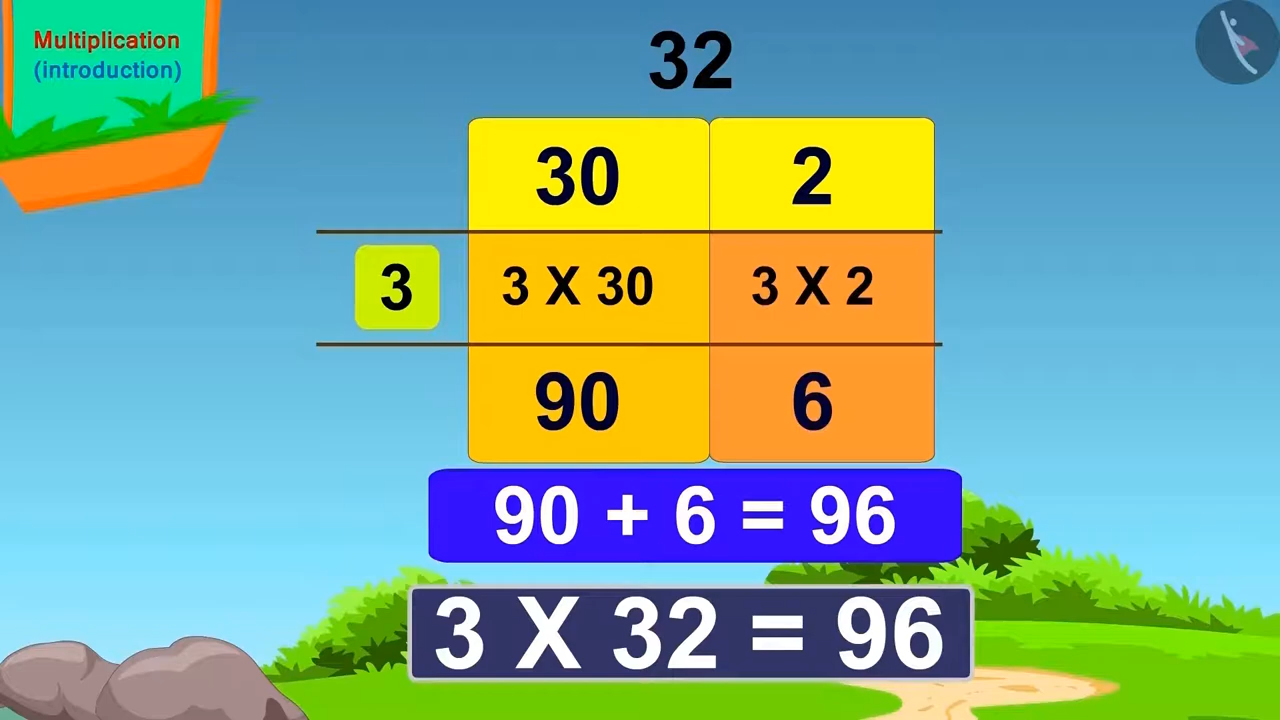 Multiplication
(introduction)
32
30 2
3 3 X 30 3 X 2
90 6
90 + 6 = 96
3 X 32 = 96